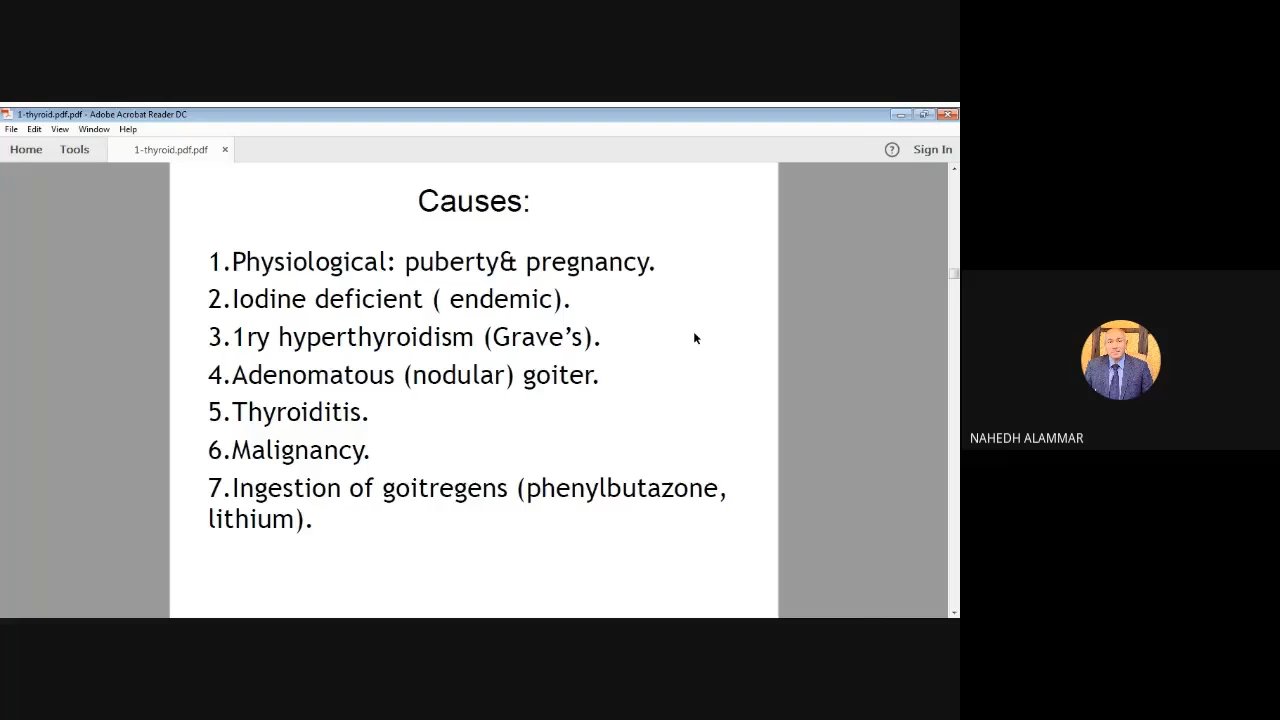 1-thyroid.pdf.pdf - Adobe Acrobat Reader DC
File Edit View Window Help
Home Tools 1-thyroid.pdf.pdf × ? Sign In
Causes:
1.Physiological: puberty& pregnancy.
2.Iodine deficient ( endemic).
3.1ry hyperthyroidism (Grave’s).
4.Adenomatous (nodular) goiter.
5.Thyroiditis.
6.Malignancy.
7.Ingestion of goitregens (phenylbutazone,
lithium).
NAHEDH ALAMMAR